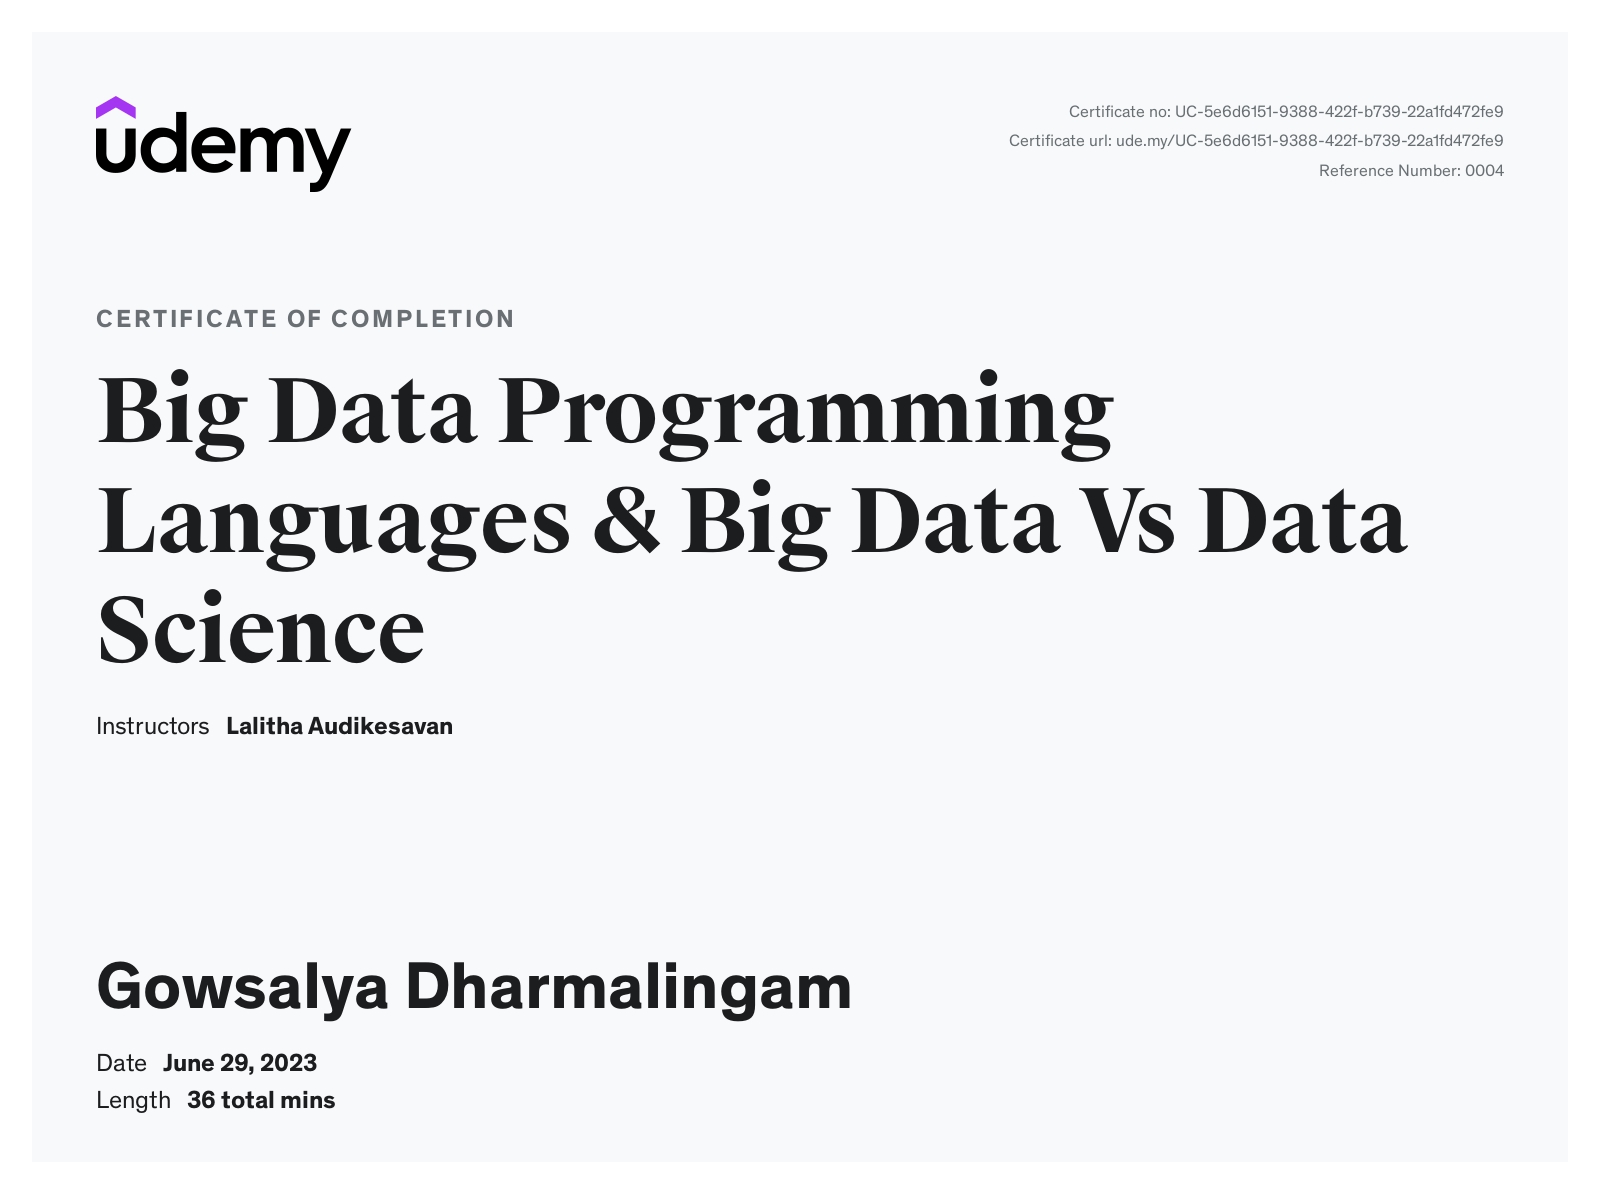 udemy
Certificate no: UC-5e6d6151-9388-422f-b739-22a1fd472fe9
Certificate url: ude.my/UC-5e6d6151-9388-422f-b739-22a1fd472fe9
Reference Number: 0004
CERTIFICATE OF COMPLETION
Big Data Programming
Languages & Big Data Vs Data
Science
Instructors Lalitha Audikesavan
Gowsalya Dharmalingam
Date June 29, 2023
Length 36 total mins